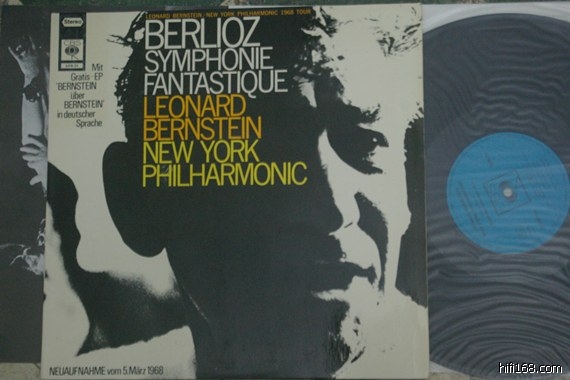 LEONARD BERNSTEIN / NEW YORK PHILHARMONIC 1968 TOUR
Stereo
CBS
BERLIOZ
SYMPHONIE
FANTASTIQUE
LEONARD
BERNSTEIN
NEW YORK
PHILHARMONIC
Mit
Gratis-EP
'BERNSTEIN
über
BERNSTEIN'
in deutscher
Sprache
NEUAUFNAHME vom 5. März 1968
hifi168.com